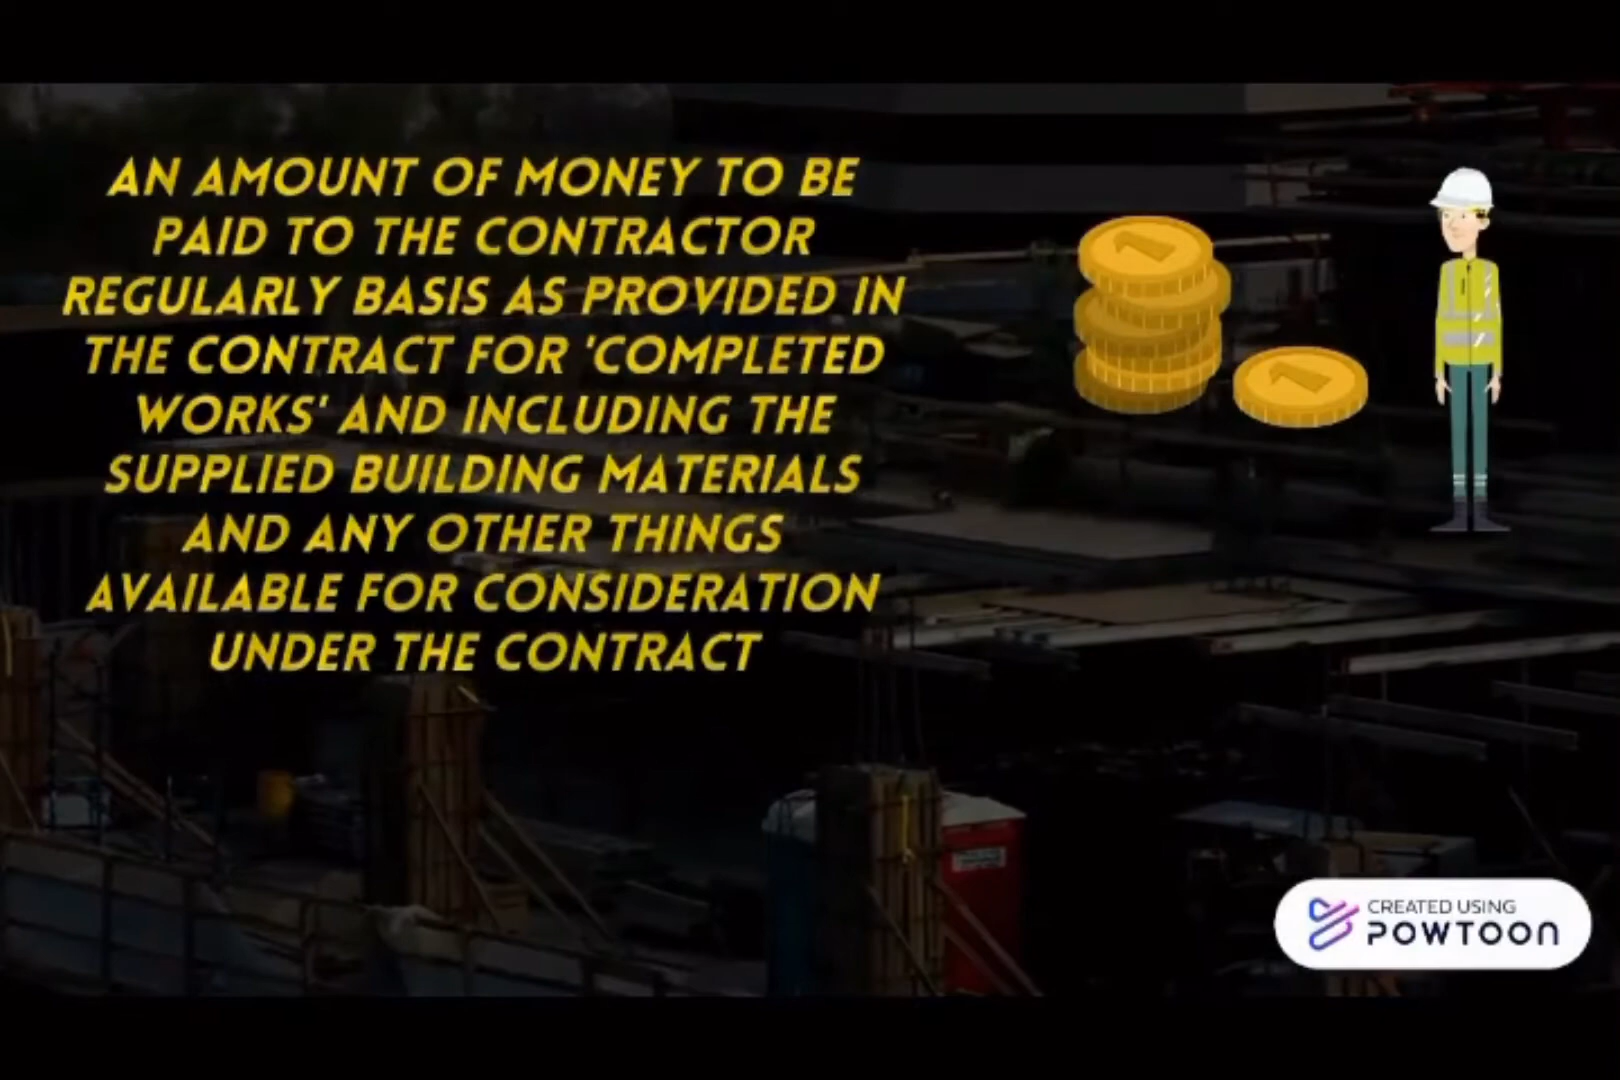 AN AMOUNT OF MONEY TO BE
PAID TO THE CONTRACTOR
REGULARLY BASIS AS PROVIDED IN
THE CONTRACT FOR 'COMPLETED
WORKS' AND INCLUDING THE
SUPPLIED BUILDING MATERIALS
AND ANY OTHER THINGS
AVAILABLE FOR CONSIDERATION
UNDER THE CONTRACT
CREATED USING
POWTOON